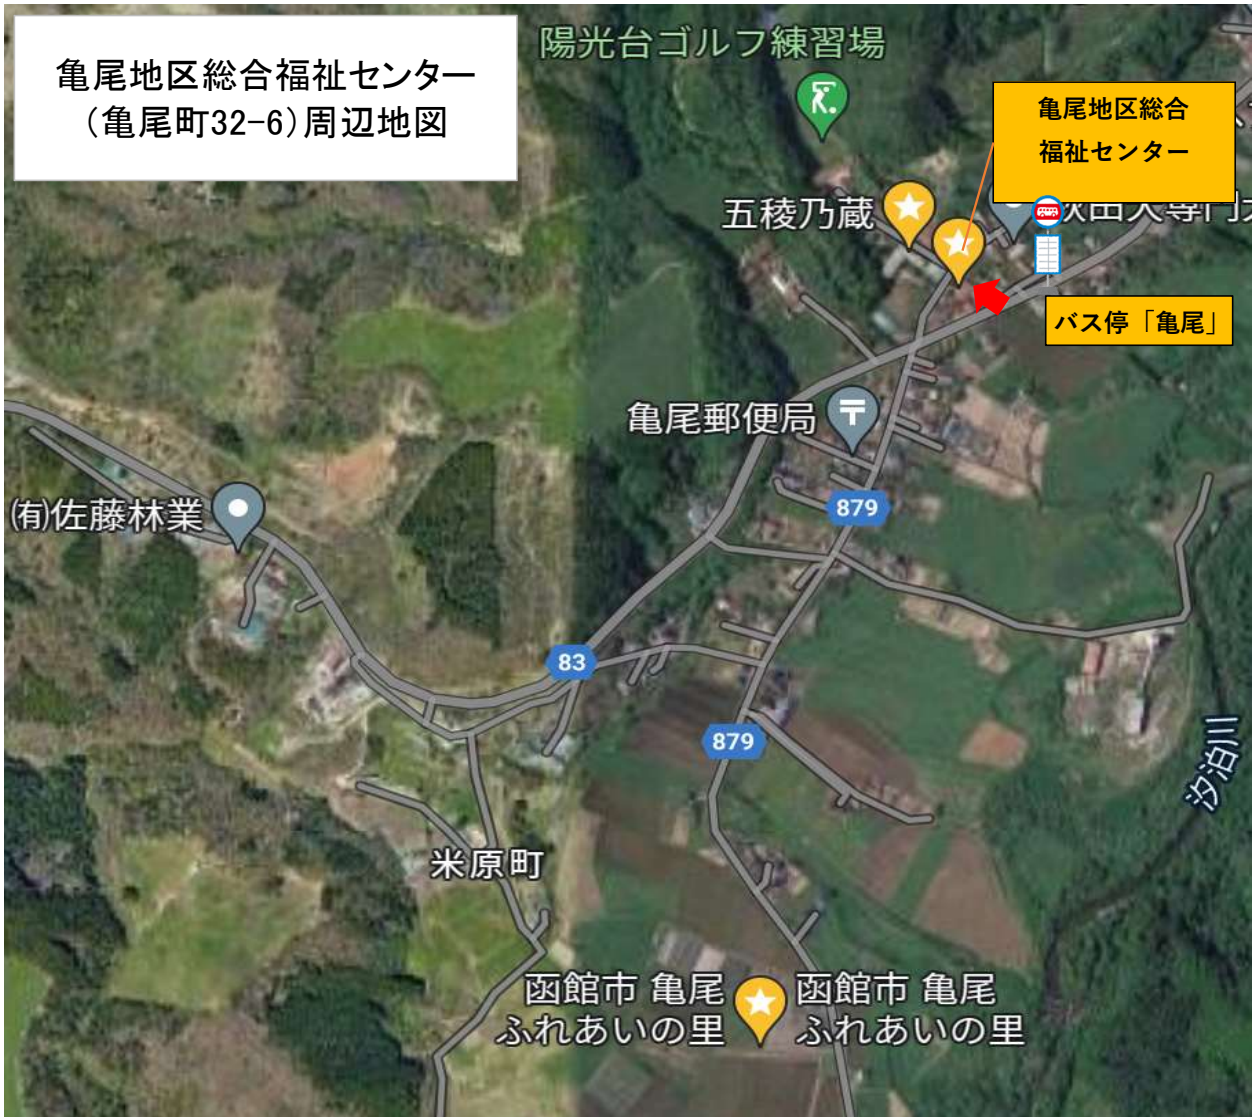 亀尾地区総合福祉センター
（亀尾町32-6）周辺地図
陽光台ゴルフ練習場
亀尾地区総合
福祉センター
五稜乃蔵
バス停「亀尾」
亀尾郵便局
〒
879
㈲佐藤林業
83
879
汐泊川
米原町
函館市 亀尾
ふれあいの里
函館市 亀尾
ふれあいの里